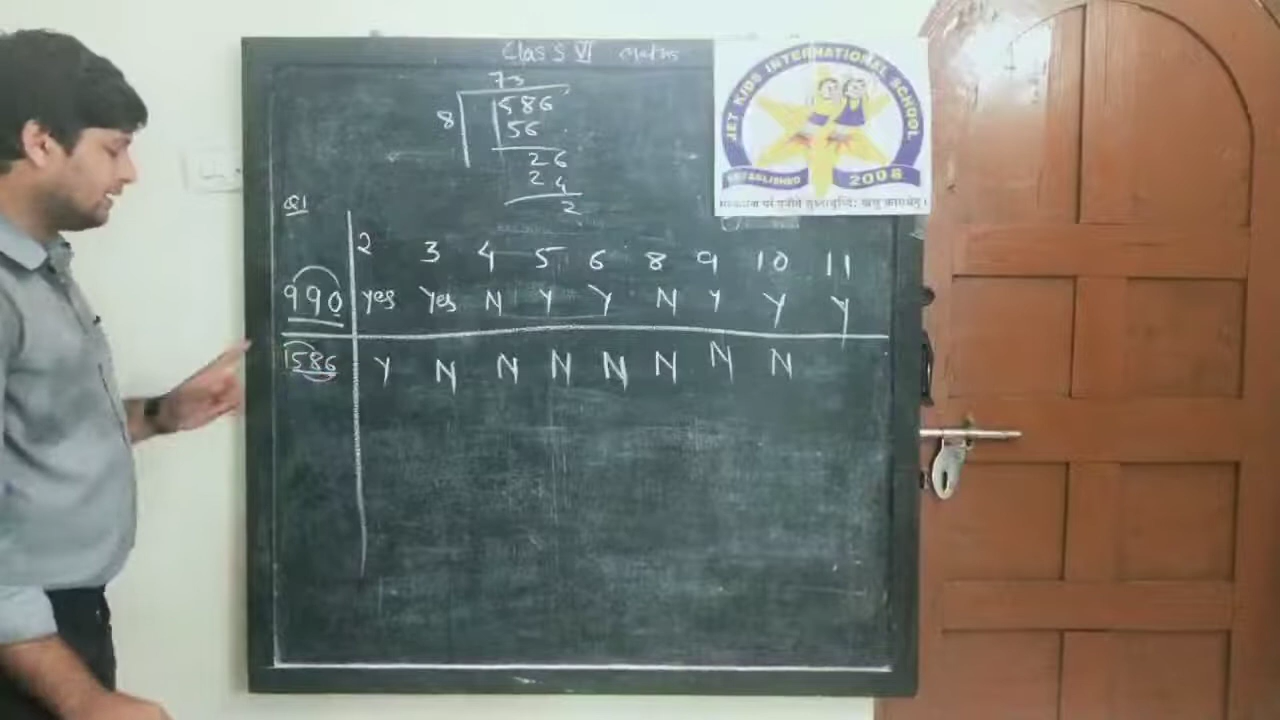 Class VI Maths
73
8 586
56
26
24
2
JET KIDS INTERNATIONAL SCHOOL
ESTABLISHED 2008
Q1
2 3 4 5 6 8 9 10 11
990 Yes Yes N Y Y N Y Y Y
1586 Y N N N N N N N